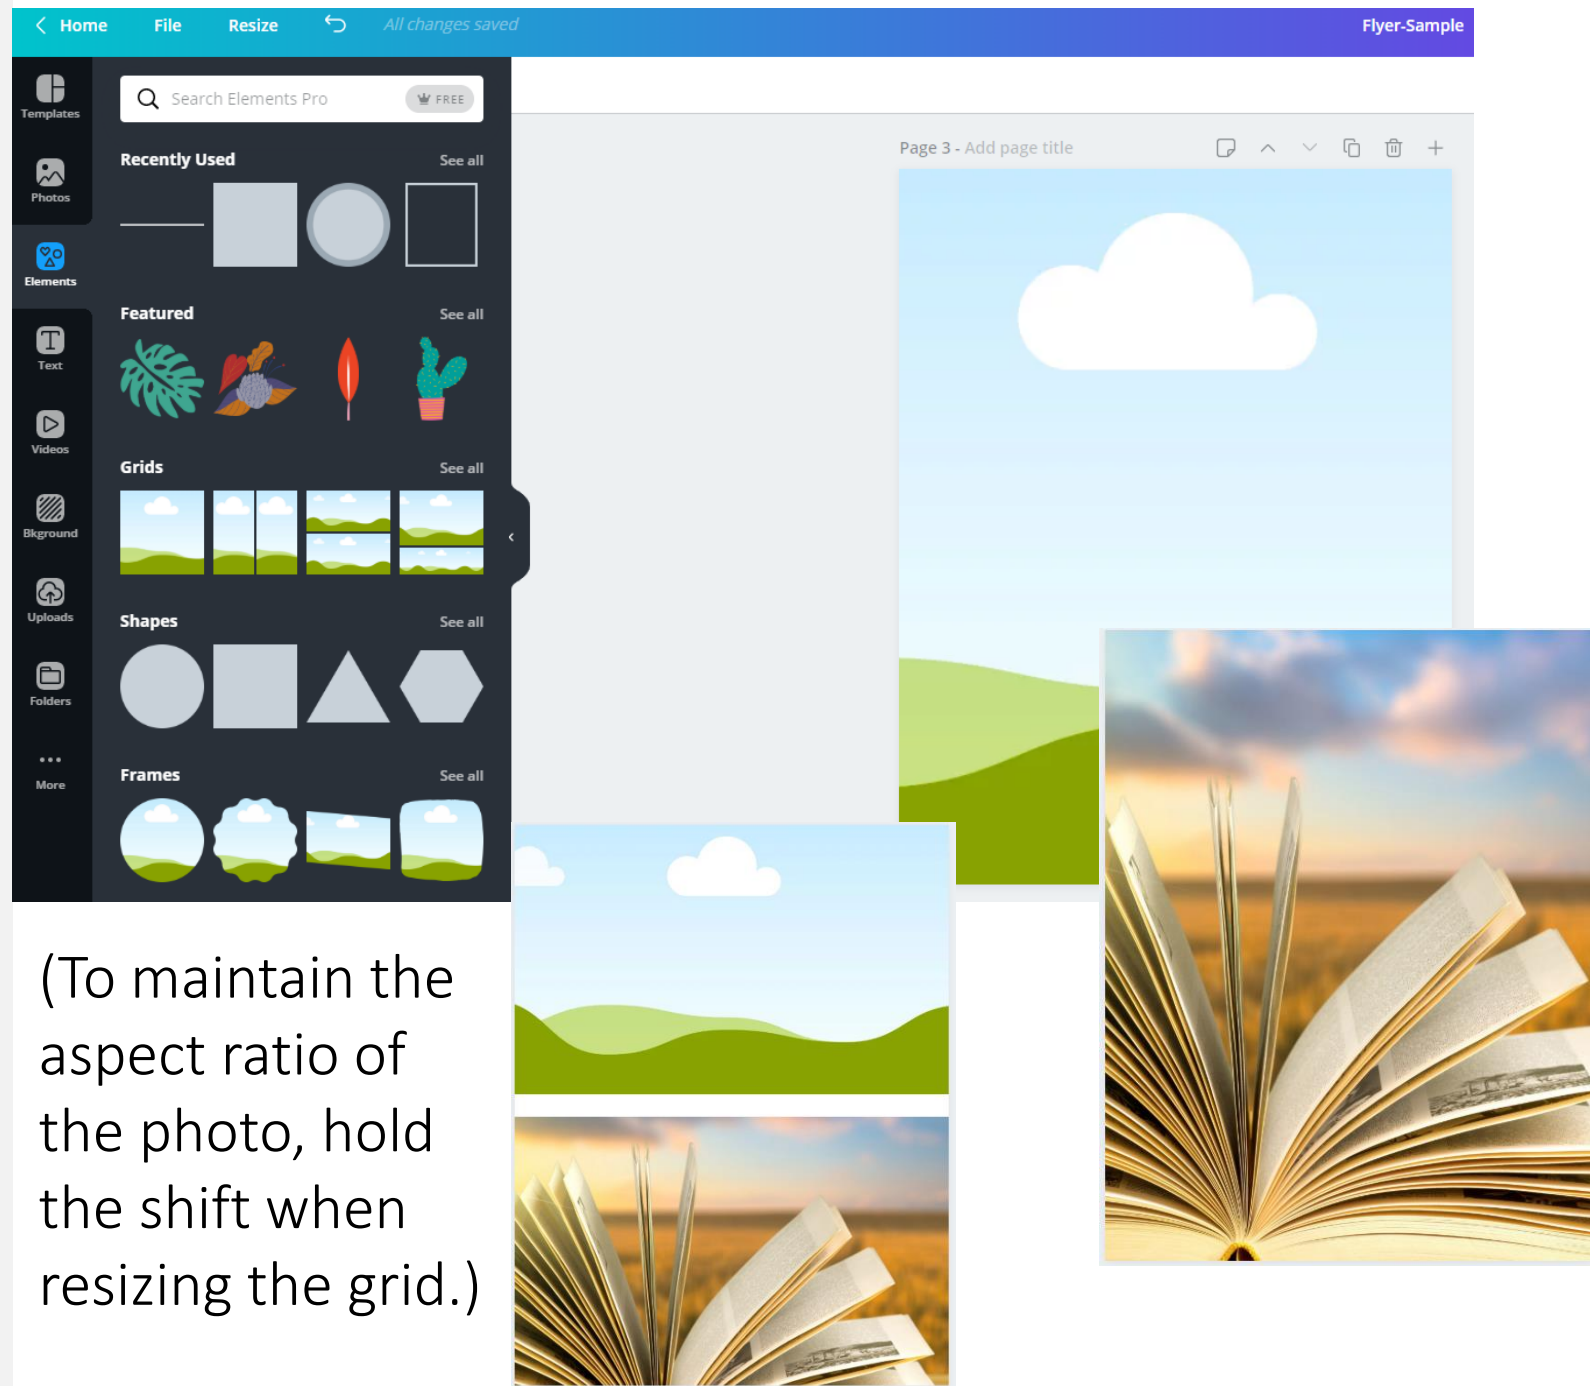 Home File Resize All changes saved Flyer-Sample
Templates
Photos
Elements
Text
Videos
Bkground
Uploads
Folders
More
Search Elements Pro FREE
Recently Used See all
Featured See all
Grids See all
Shapes See all
Frames See all
Page 3 - Add page title
(To maintain the
aspect ratio of
the photo, hold
the shift when
resizing the grid.)